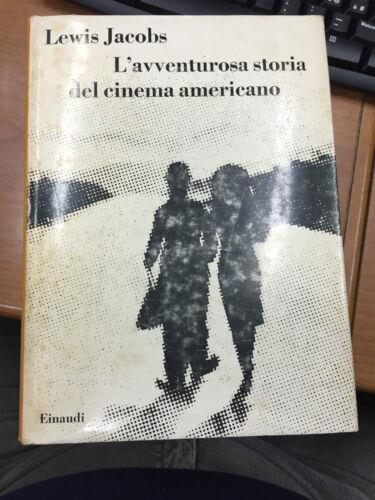 Lewis Jacobs
L'avventurosa storia
del cinema americano
Einaudi